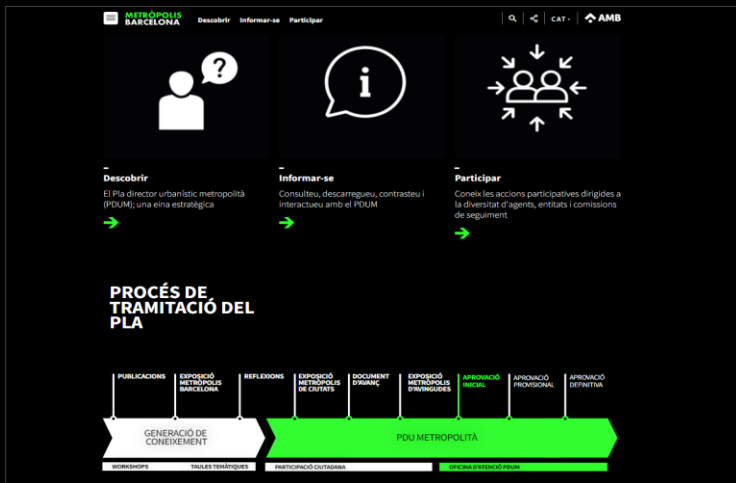 METRÒPOLIS
BARCELONA
Descobrir Informar-se Participar
CAT
AMB
?
i
Descobrir
El Pla director urbanístic metropolità
(PDUM); una eina estratègica
Informar-se
Consulteu, descarregueu, contrasteu i
interactueu amb el PDUM
Participar
Coneix les accions participatives dirigides a
la diversitat d'agents, entitats i comissions
de seguiment
PROCÉS DE
TRAMITACIÓ DEL
PLA
PUBLICACIONS
EXPOSICIÓ
METRÒPOLIS
BARCELONA
REFLEXIONS
EXPOSICIÓ
METRÒPOLIS
DE CIUTATS
DOCUMENT
D'AVANÇ
EXPOSICIÓ
METRÒPOLIS
D'AVINGUDES
APROVACIÓ
INICIAL
APROVACIÓ
PROVISIONAL
APROVACIÓ
DEFINITIVA
GENERACIÓ DE
CONEIXEMENT
PDU METROPOLITÀ
WORKSHOPS TAULES TEMÀTIQUES
PARTICIPACIÓ CIUTADANA
OFICINA D'ATENCIÓ PDUM